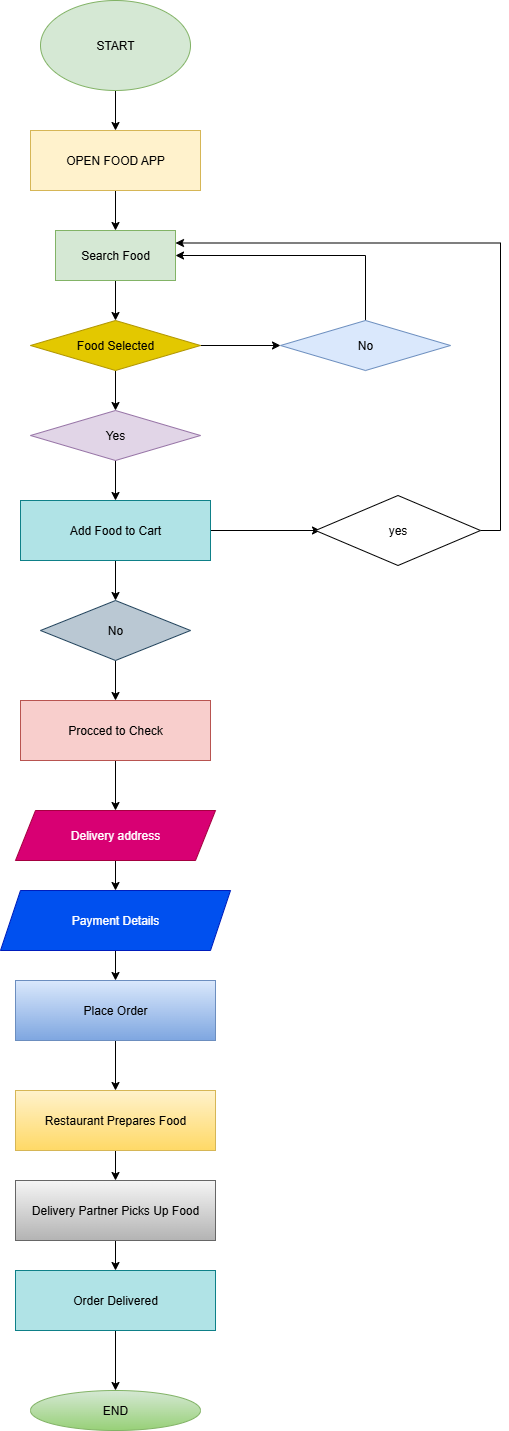 START
OPEN FOOD APP
Search Food
Food Selected
No
Yes
Add Food to Cart
yes
No
Procced to Check
Delivery address
Payment Details
Place Order
Restaurant Prepares Food
Delivery Partner Picks Up Food
Order Delivered
END